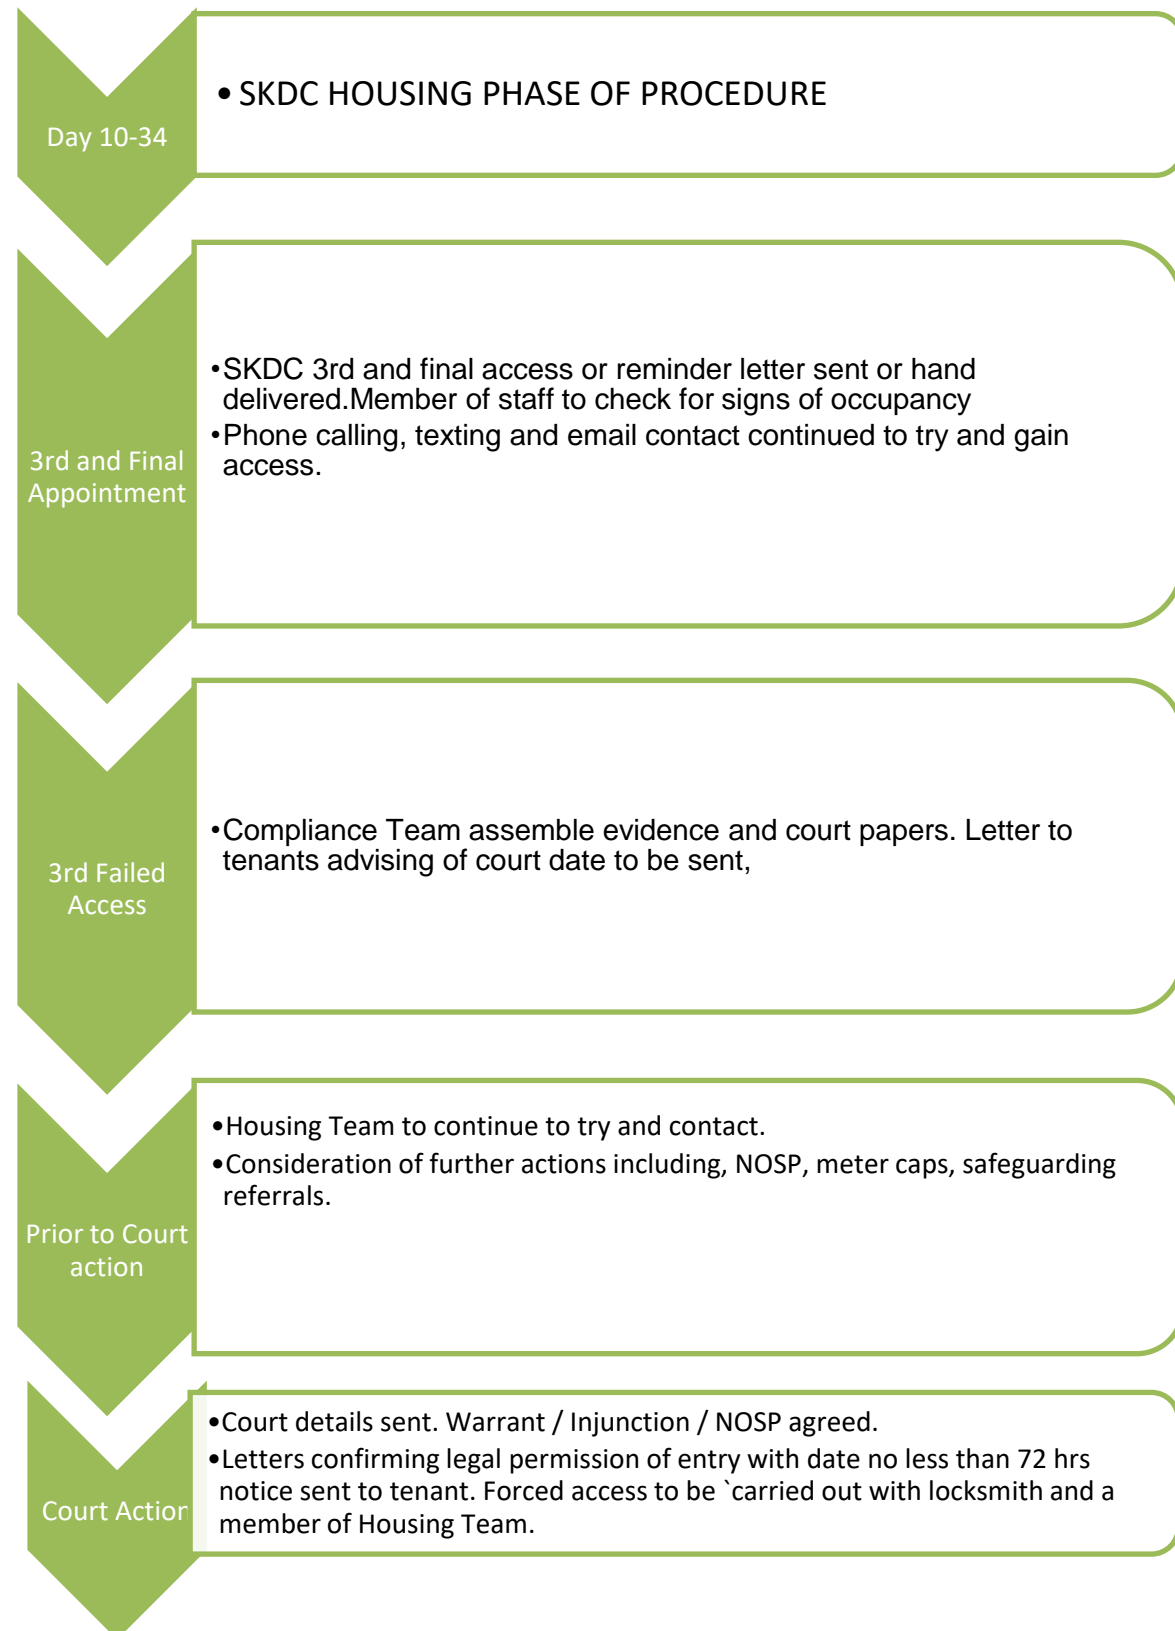 Day 10-34
• SKDC HOUSING PHASE OF PROCEDURE
3rd and Final
Appointment
•SKDC 3rd and final access or reminder letter sent or hand
delivered.Member of staff to check for signs of occupancy
•Phone calling, texting and email contact continued to try and gain
access.
3rd Failed
Access
•Compliance Team assemble evidence and court papers. Letter to
tenants advising of court date to be sent,
Prior to Court
action
•Housing Team to continue to try and contact.
•Consideration of further actions including, NOSP, meter caps, safeguarding
referrals.
Court Action
•Court details sent. Warrant / Injunction / NOSP agreed.
•Letters confirming legal permission of entry with date no less than 72 hrs
notice sent to tenant. Forced access to be `carried out with locksmith and a
member of Housing Team.